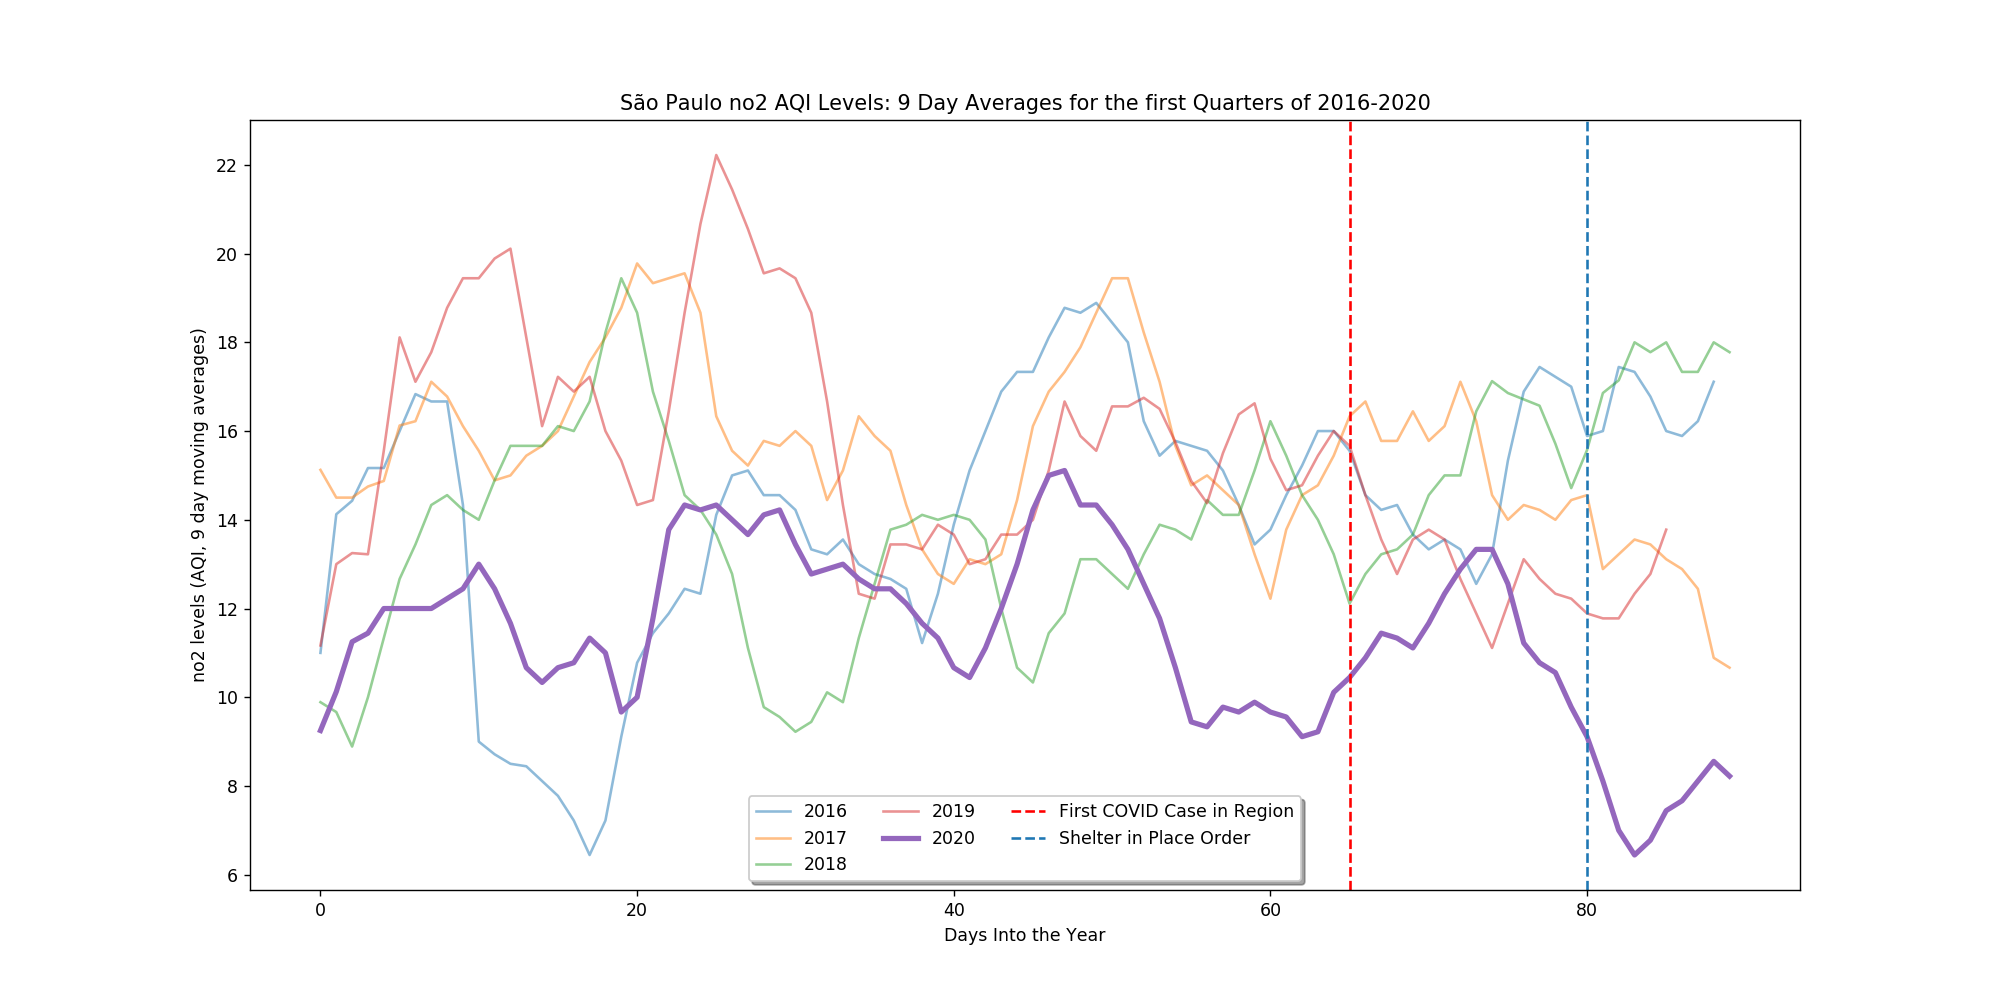 São Paulo no2 AQI Levels: 9 Day Averages for the first Quarters of 2016-2020
no2 levels (AQI, 9 day moving averages)
22
20
18
16
14
12
10
8
6
2016
2017
2018
2019
2020
First COVID Case in Region
Shelter in Place Order
0 20 40 60 80
Days Into the Year